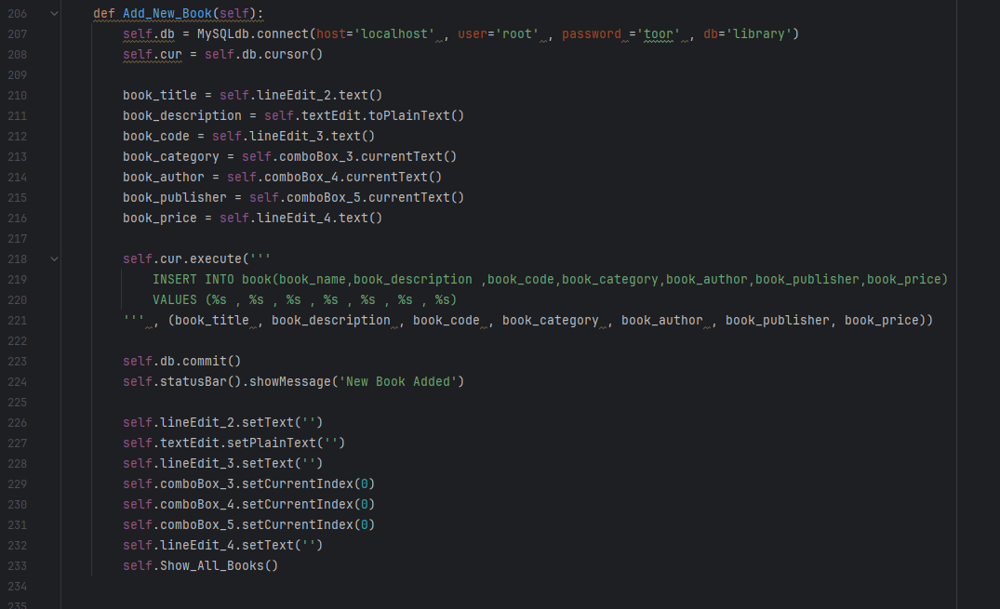 206 def Add_New_Book(self):
207 self.db = MySQLdb.connect(host='localhost' , user='root' , password ='toor' , db='library')
208 self.cur = self.db.cursor()
209
210 book_title = self.lineEdit_2.text()
211 book_description = self.textEdit.toPlainText()
212 book_code = self.lineEdit_3.text()
213 book_category = self.comboBox_3.currentText()
214 book_author = self.comboBox_4.currentText()
215 book_publisher = self.comboBox_5.currentText()
216 book_price = self.lineEdit_4.text()
217
218 self.cur.execute('''
219 INSERT INTO book(book_name,book_description ,book_code,book_category,book_author,book_publisher,book_price)
220 VALUES (%s , %s , %s , %s , %s , %s , %s)
221 ''' , (book_title , book_description , book_code , book_category , book_author , book_publisher, book_price))
222
223 self.db.commit()
224 self.statusBar().showMessage('New Book Added')
225
226 self.lineEdit_2.setText('')
227 self.textEdit.setPlainText('')
228 self.lineEdit_3.setText('')
229 self.comboBox_3.setCurrentIndex(0)
230 self.comboBox_4.setCurrentIndex(0)
231 self.comboBox_5.setCurrentIndex(0)
232 self.lineEdit_4.setText('')
233 self.Show_All_Books()
234
235